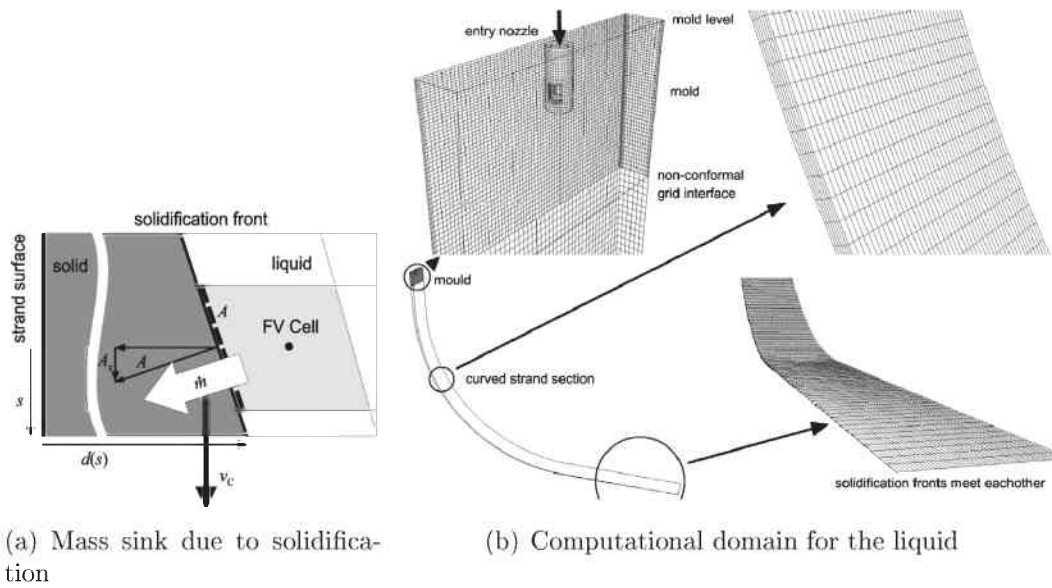 solidification front
strand surface
solid
liquid
A
FV Cell
A
A
ṁ
s
d(s)
v_C
entry nozzle
mold level
mold
non-conformal
grid interface
mould
curved strand section
solidification fronts meet eachother
(a) Mass sink due to solidifica-
tion
(b) Computational domain for the liquid